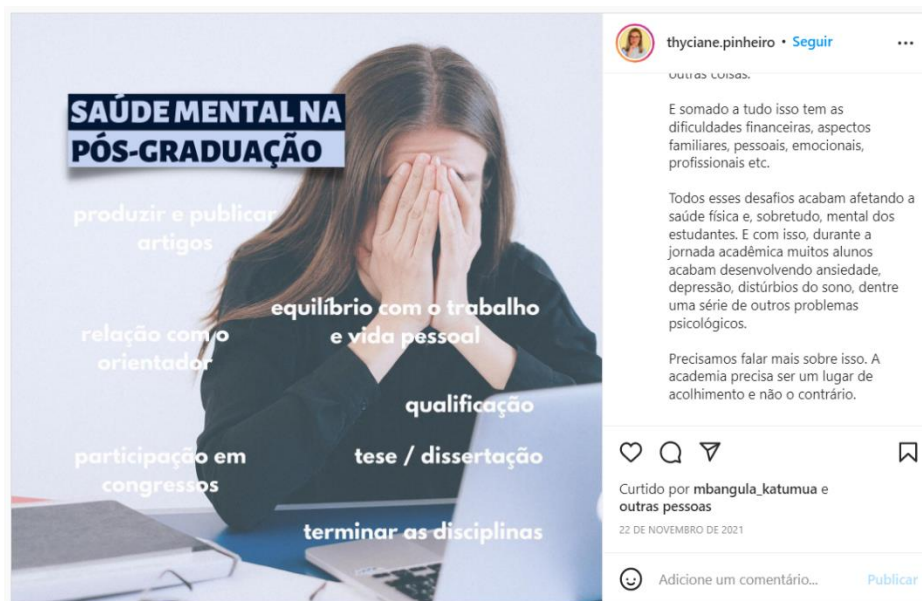 SAÚDE MENTAL NA
PÓS-GRADUAÇÃO
produzir e publicar
artigos
equilíbrio com o trabalho
e vida pessoal
relação com o
orientador
qualificação
participação em
congressos
tese / dissertação
terminar as disciplinas
thyciane.pinheiro • Seguir
outras coisas.
E somado a tudo isso tem as
dificuldades financeiras, aspectos
familiares, pessoais, emocionais,
profissionais etc.
Todos esses desafios acabam afetando a
saúde física e, sobretudo, mental dos
estudantes. E com isso, durante a
jornada acadêmica muitos alunos
acabam desenvolvendo ansiedade,
depressão, distúrbios do sono, dentre
uma série de outros problemas
psicológicos.
Precisamos falar mais sobre isso. A
academia precisa ser um lugar de
acolhimento e não o contrário.
Curtido por mbangula_katumua e
outras pessoas
22 DE NOVEMBRO DE 2021
Adicione um comentário... Publicar